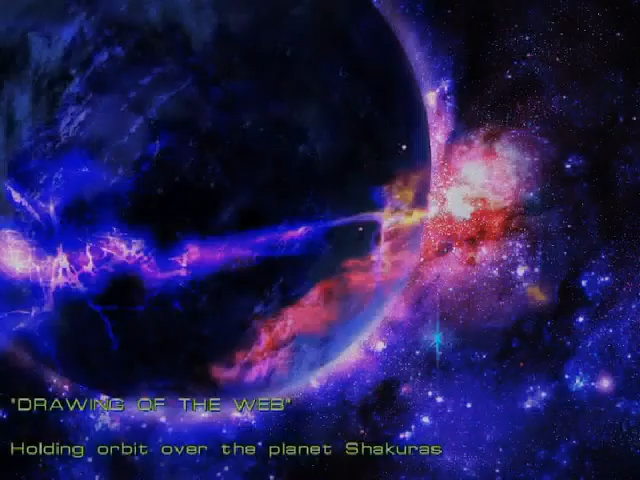 "DRAWING OF THE WEB"
Holding orbit over the planet Shakuras